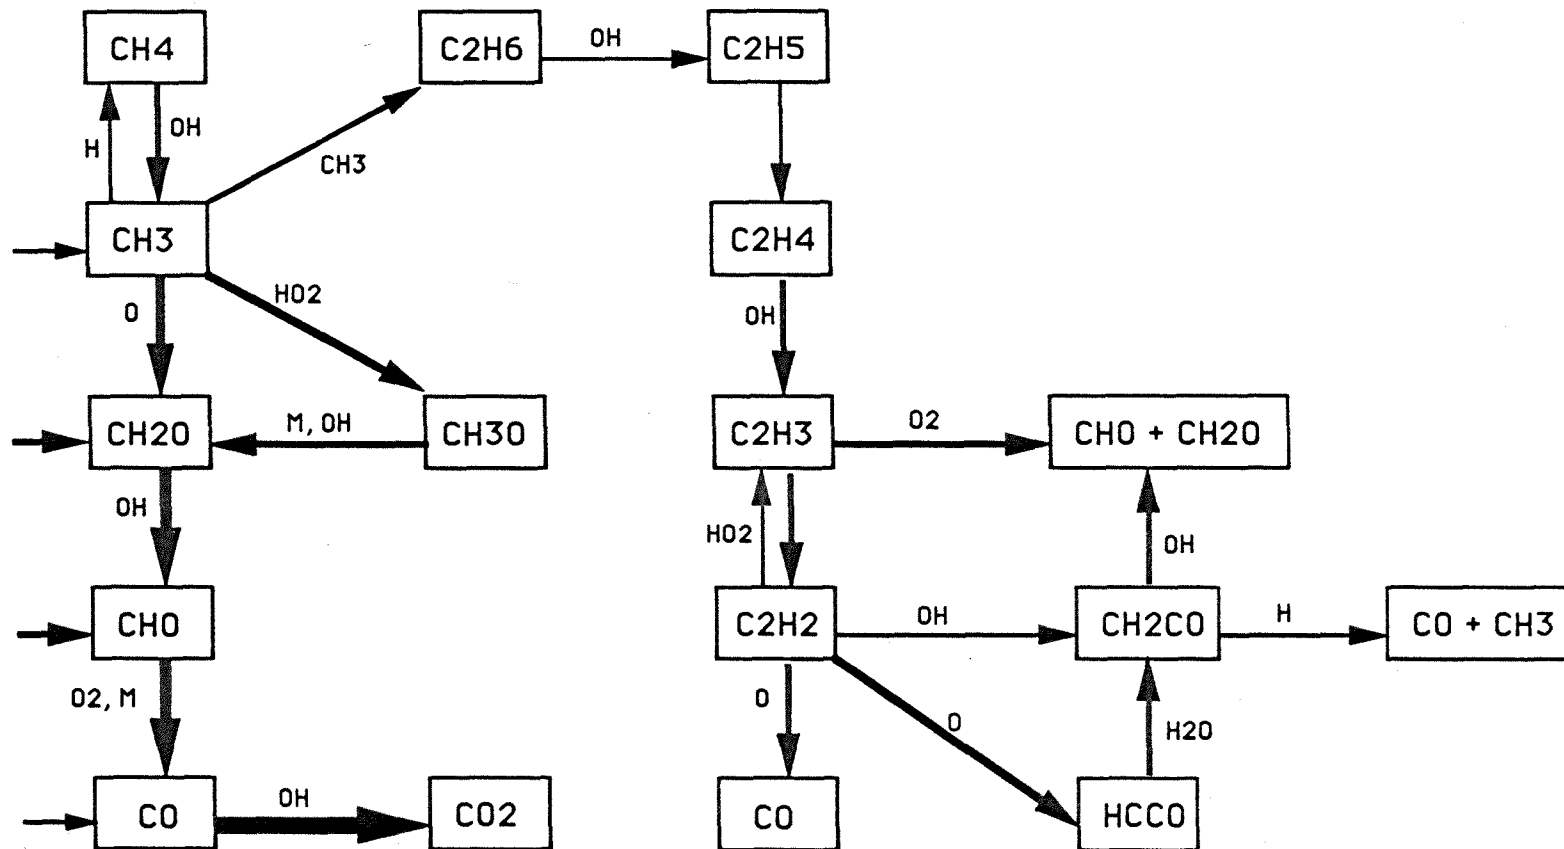 CH4
C2H6
OH
C2H5
OH
H
CH3
CH3
C2H4
O
HO2
OH
CH2O
M, OH
CH3O
C2H3
O2
CHO + CH2O
OH
HO2
OH
CHO
C2H2
OH
CH2CO
H
CO + CH3
O2, M
O
O
H2O
CO
OH
CO2
CO
HCCO